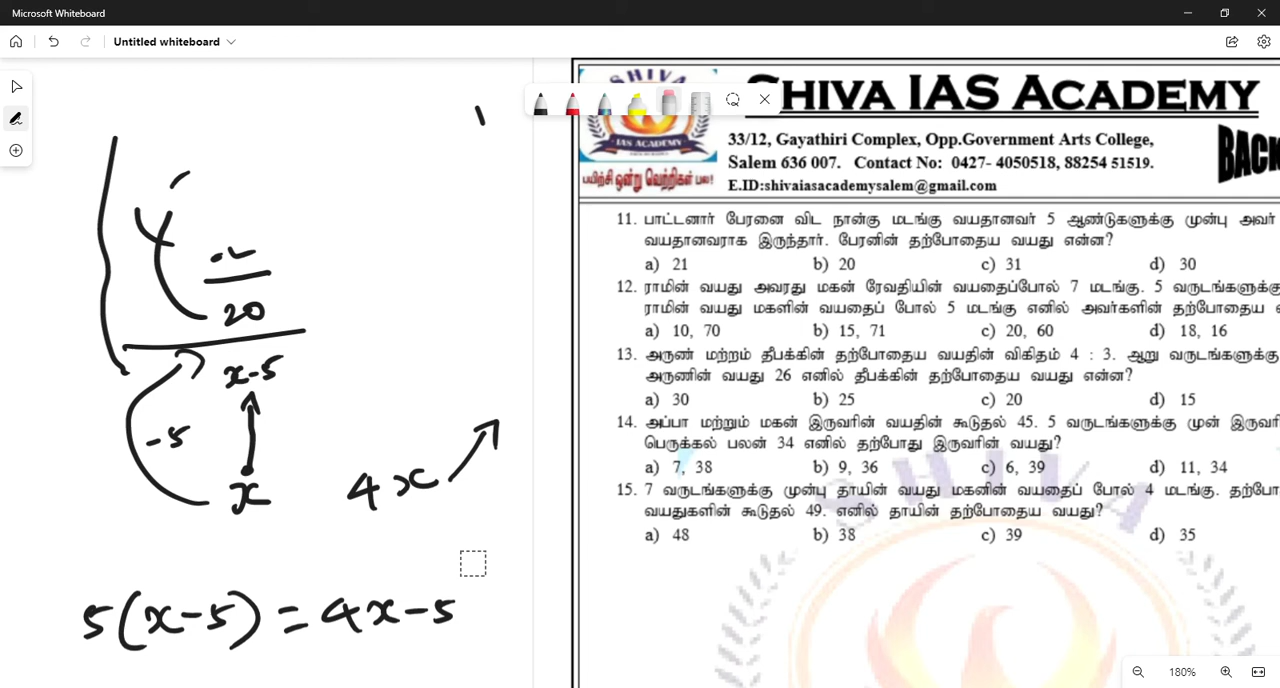 Microsoft Whiteboard
Untitled whiteboard
20
x-5
-5
x
4x
5(x-5)=4x-5
SHIVA
IAS ACADEMY
பயிற்சி ஒன்று வெற்றிகள் பல!
SHIVA IAS ACADEMY
33/12, Gayathiri Complex, Opp.Government Arts College,
Salem 636 007. Contact No: 0427- 4050518, 88254 51519.
E.ID:shivaiasacademysalem@gmail.com
BACK
11. பாட்டனார் பேரனை விட நான்கு மடங்கு வயதானவர் 5 ஆண்டுகளுக்கு முன்பு அவர்
வயதானவராக இருந்தார். பேரனின் தற்போதைய வயது என்ன?
a) 21 b) 20 c) 31 d) 30
12. ராமின் வயது அவரது மகன் ரேவதியின் வயதைப்போல் 7 மடங்கு. 5 வருடங்களுக்கு
ராமின் வயது மகளின் வயதைப் போல் 5 மடங்கு எனில் அவர்களின் தற்போதைய
a) 10, 70 b) 15, 71 c) 20, 60 d) 18, 16
13. அருண் மற்றம் தீபக்கின் தற்போதைய வயதின் விகிதம் 4 : 3. ஆறு வருடங்களுக்கு
அருணின் வயது 26 எனில் தீபக்கின் தற்போதைய வயது என்ன?
a) 30 b) 25 c) 20 d) 15
14. அப்பா மற்றும் மகன் இருவரின் வயதின் கூடுதல் 45. 5 வருடங்களுக்கு முன்
பெருக்கல் பலன் 34 எனில் தற்போது இருவரின் வயது?
a) 7, 38 b) 9, 36 c) 6, 39 d) 11, 34
15. 7 வருடங்களுக்கு முன்பு தாயின் வயது மகனின் வயதைப் போல் 4 மடங்கு.
வயதுகளின் கூடுதல் 49. எனில் தாயின் தற்போதைய வயது?
a) 48 b) 38 c) 39 d) 35
SHIVA
180%